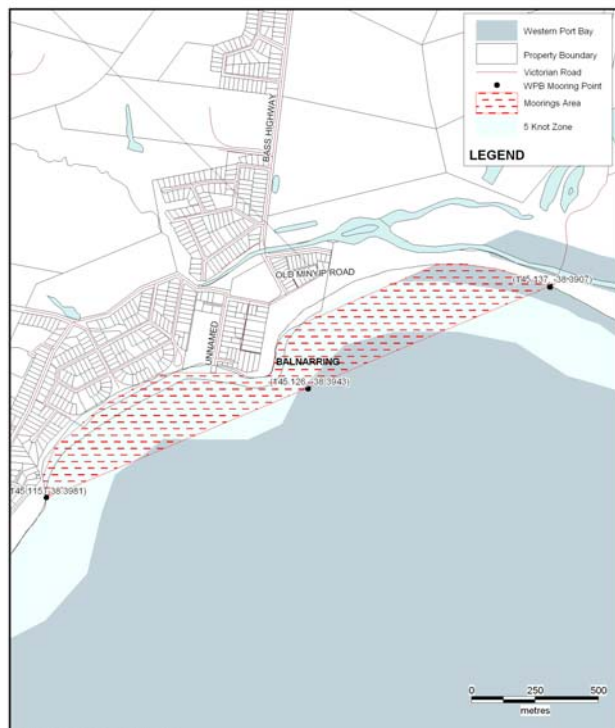 Western Port Bay
Property Boundary
Victorian Road
WPB Mooring Point
Moorings Area
5 Knot Zone
LEGEND
BASS HIGHWAY
OLD MINYIP ROAD
(145.137, -38.3907)
UNNAMED
BALNARRING
(145.126, -38.3943)
145.115, -38.3981)
0 250 500
metres